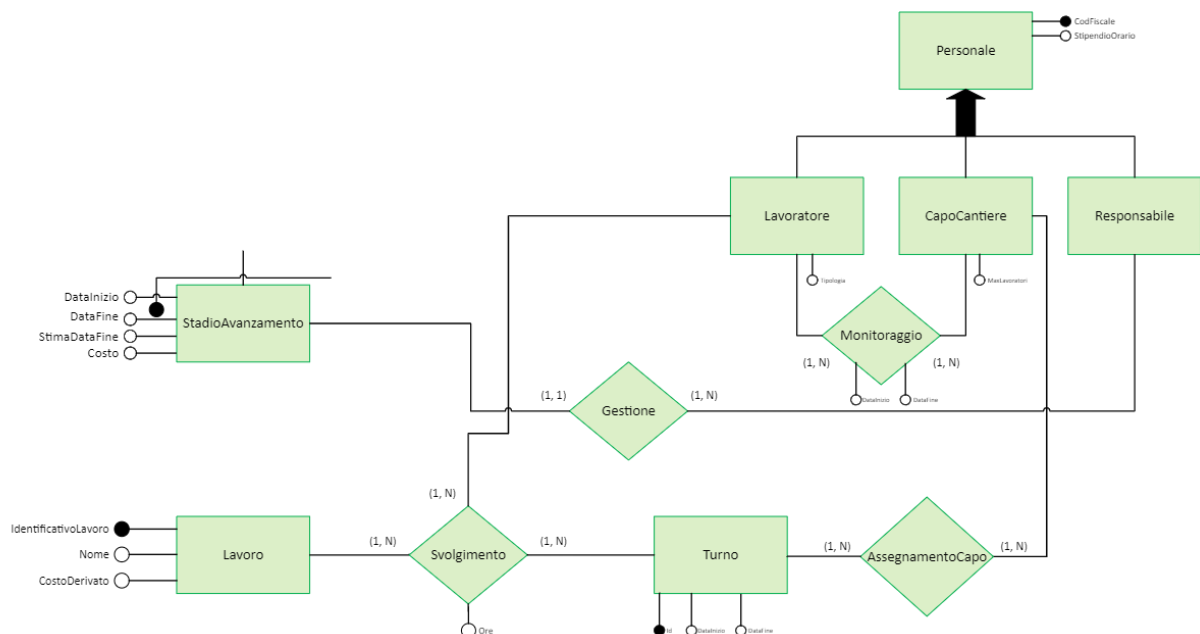 CodFiscale
StipendioOrario
Personale
Lavoratore
CapoCantiere
Responsabile
Tipologia
MaxLavoratori
DataInizio
DataFine
StimaDataFine
Costo
StadioAvanzamento
Monitoraggio
(1, N)
(1, N)
DataInizio
DataFine
(1, 1)
(1, N)
Gestione
(1, N)
IdentificativoLavoro
Nome
CostoDerivato
Lavoro
(1, N)
Svolgimento
(1, N)
Turno
(1, N)
AssegnamentoCapo
(1, N)
Ore
Id
DataInizio
DataFine